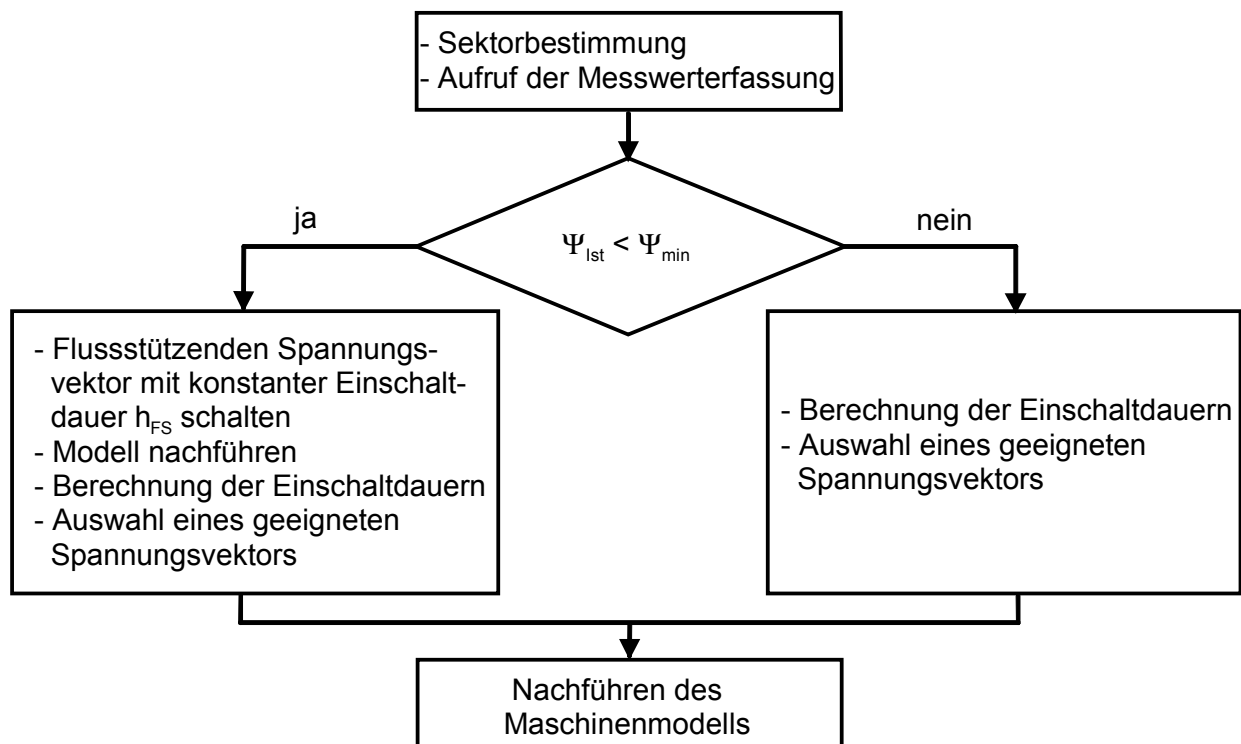 - Sektorbestimmung
- Aufruf der Messwerterfassung
ja
nein
Ψ_Ist < Ψ_min
- Flussstützenden Spannungs-
vektor mit konstanter Einschalt-
dauer h_FS schalten
- Modell nachführen
- Berechnung der Einschaltdauern
- Auswahl eines geeigneten
Spannungsvektors
- Berechnung der Einschaltdauern
- Auswahl eines geeigneten
Spannungsvektors
Nachführen des
Maschinenmodells